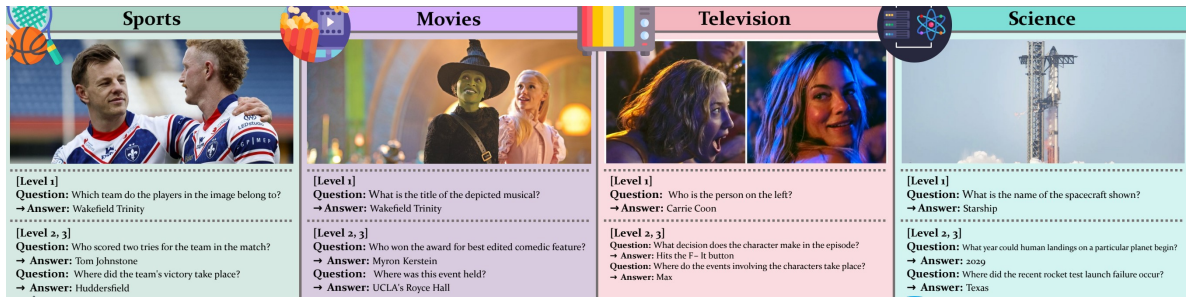 Sports
[Level 1]
Question: Which team do the players in the image belong to?
→ Answer: Wakefield Trinity
[Level 2, 3]
Question: Who scored two tries for the team in the match?
→ Answer: Tom Johnstone
Question: Where did the team's victory take place?
→ Answer: Huddersfield
Movies
[Level 1]
Question: What is the title of the depicted musical?
→ Answer: Wakefield Trinity
[Level 2, 3]
Question: Who won the award for best edited comedic feature?
→ Answer: Myron Kerstein
Question: Where was this event held?
→ Answer: UCLA's Royce Hall
Television
[Level 1]
Question: Who is the person on the left?
→ Answer: Carrie Coon
[Level 2, 3]
Question: What decision does the character make in the episode?
→ Answer: Hits the F– It button
Question: Where do the events involving the characters take place?
→ Answer: Max
Science
[Level 1]
Question: What is the name of the spacecraft shown?
→ Answer: Starship
[Level 2, 3]
Question: What year could human landings on a particular planet begin?
→ Answer: 2029
Question: Where did the recent rocket test launch failure occur?
→ Answer: Texas